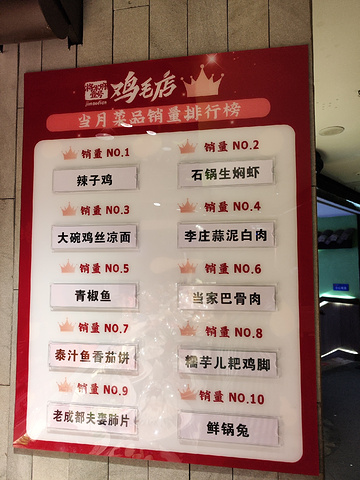 鸡毛店
jimaodian
当月菜品销量排行榜
销量 NO.1
辣子鸡
销量 NO.2
石锅生焖虾
销量 NO.3
大碗鸡丝凉面
销量 NO.4
李庄蒜泥白肉
销量 NO.5
青椒鱼
销量 NO.6
当家巴骨肉
销量 NO.7
泰汁鱼香茄饼
销量 NO.8
糯芋儿粑鸡脚
销量 NO.9
老成都夫妻肺片
销量 NO.10
鲜锅兔